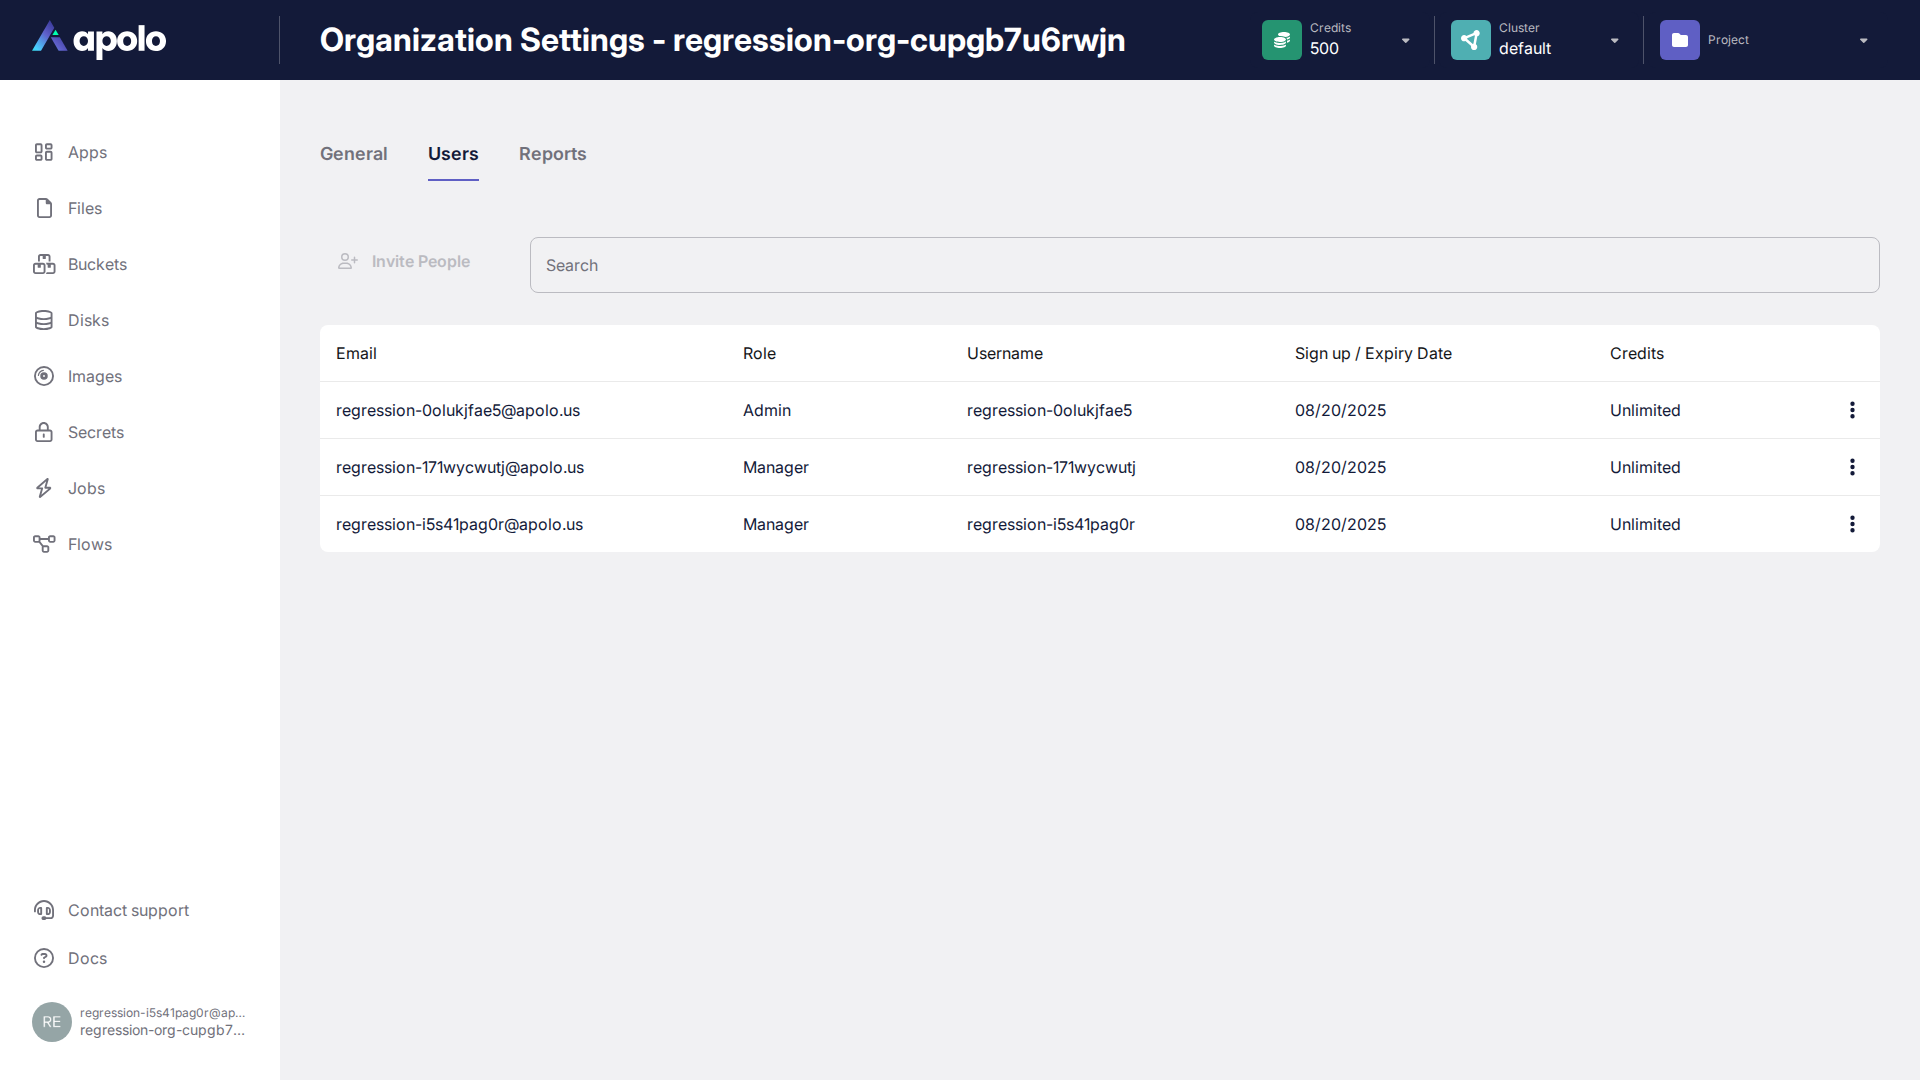 apolo
Organization Settings - regression-org-cupgb7u6rwjn
Credits
500
Cluster
default
Project
Apps
Files
Buckets
Disks
Images
Secrets
Jobs
Flows
General Users Reports
Invite People
Search
Email Role Username Sign up / Expiry Date Credits
regression-0olukjfae5@apolo.us Admin regression-0olukjfae5 08/20/2025 Unlimited
regression-171wycwutj@apolo.us Manager regression-171wycwutj 08/20/2025 Unlimited
regression-i5s41pag0r@apolo.us Manager regression-i5s41pag0r 08/20/2025 Unlimited
Contact support
Docs
RE
regression-i5s41pag0r@ap...
regression-org-cupgb7...